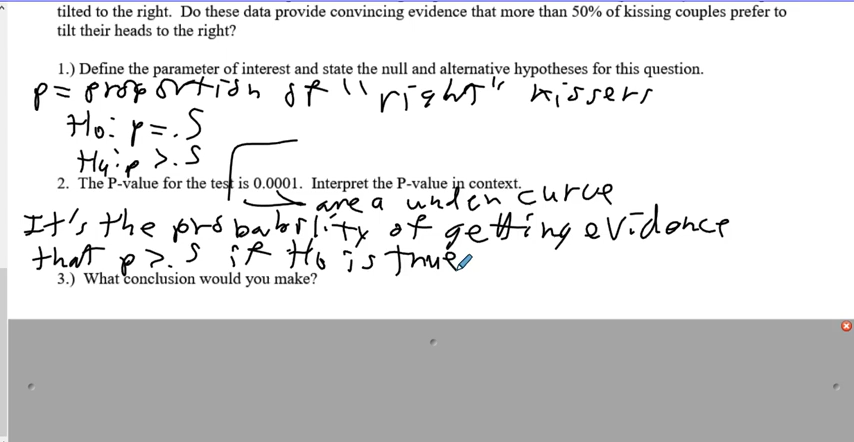 tilted to the right. Do these data provide convincing evidence that more than 50% of kissing couples prefer to
tilt their heads to the right?
1.) Define the parameter of interest and state the null and alternative hypotheses for this question.
p = proportion of "right" kissers
Ho: p = .5
Ha: p > .5
2. The P-value for the test is 0.0001. Interpret the P-value in context.
area under curve
It's the probability of getting evidence
that p > .5 if Ho is true
3.) What conclusion would you make?